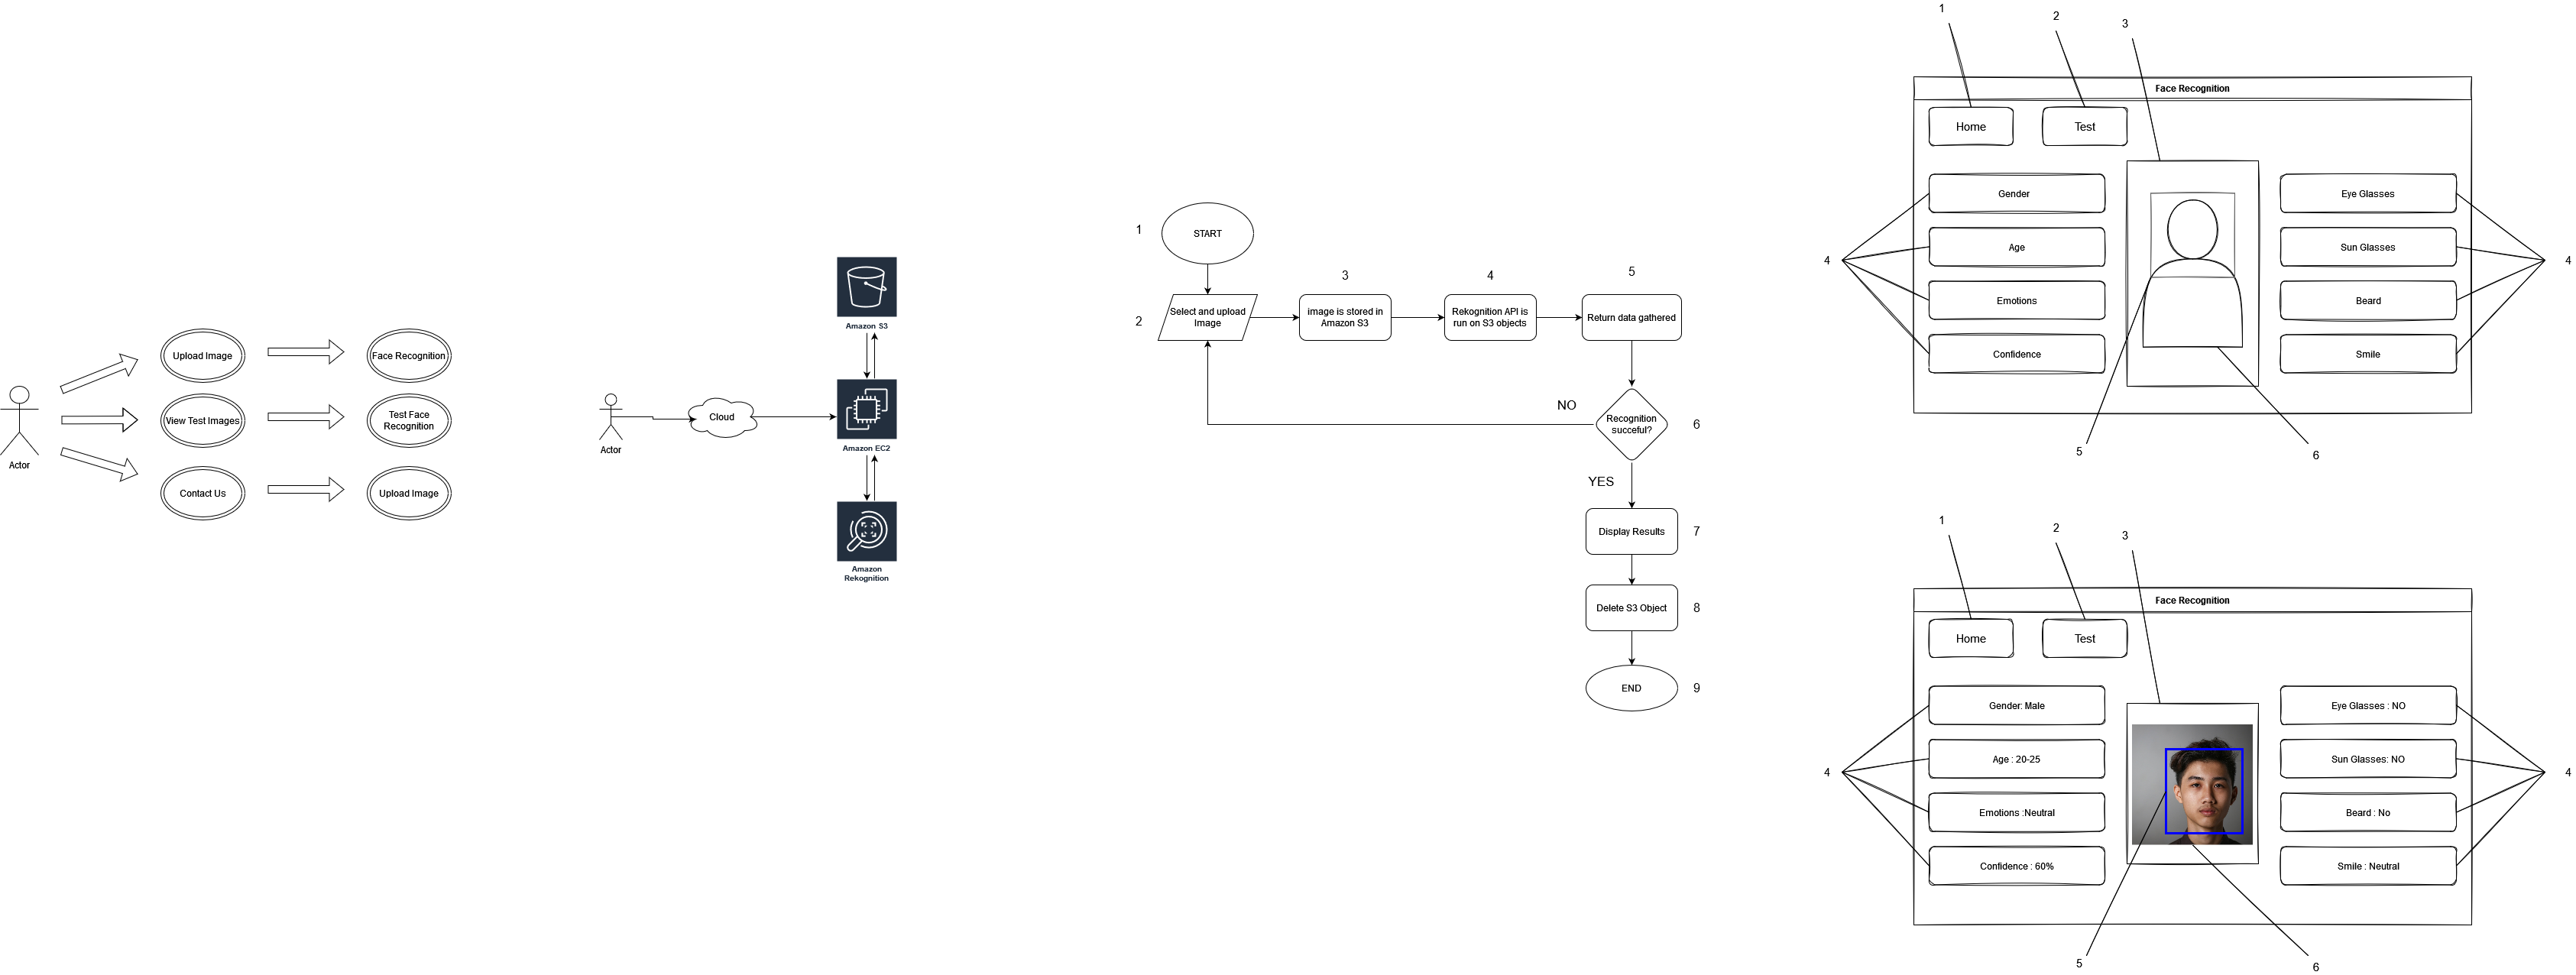 Actor
Upload Image
Face Recognition
View Test Images
Test Face
Recognition
Contact Us
Upload Image
Actor
Cloud
Amazon S3
Amazon EC2
Amazon
Rekognition
1
START
2
Select and upload
Image
3
image is stored in
Amazon S3
4
Rekognition API is
run on S3 objects
5
Return data gathered
NO
Recognition
succeful?
6
YES
Display Results
7
Delete S3 Object
8
END
9
1
2
3
Face Recognition
Home
Test
Gender
Eye Glasses
Age
Sun Glasses
4
4
Emotions
Beard
Confidence
Smile
5
6
1
2
3
Face Recognition
Home
Test
Gender: Male
Eye Glasses : NO
Age : 20-25
Sun Glasses: NO
4
4
Emotions :Neutral
Beard : No
Confidence : 60%
Smile : Neutral
5
6